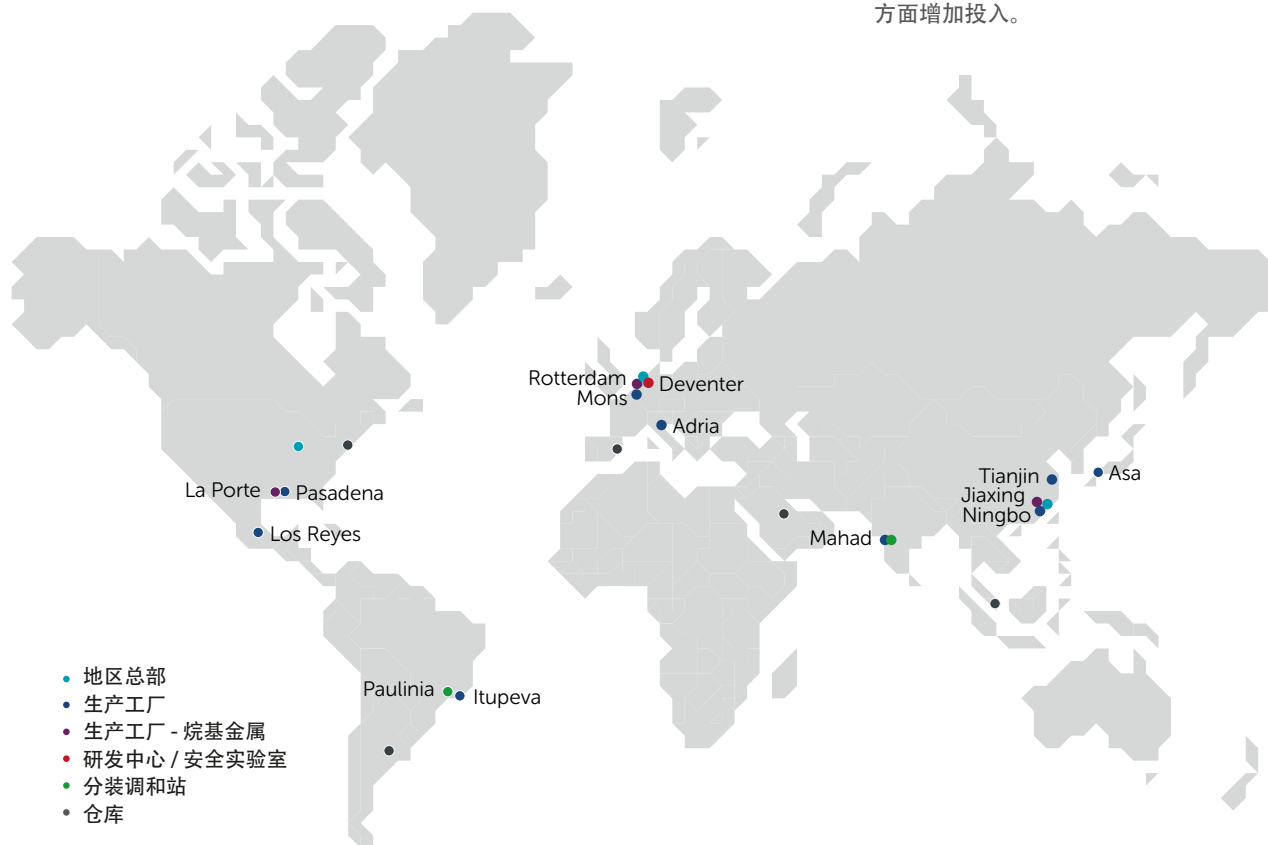 方面增加投入。
Rotterdam
Deventer
Mons
Adria
La Porte
Pasadena
Los Reyes
Tianjin
Asa
Jiaxing
Ningbo
Mahad
Paulinia
Itupeva
地区总部
生产工厂
生产工厂 - 烷基金属
研发中心 / 安全实验室
分装调和站
仓库